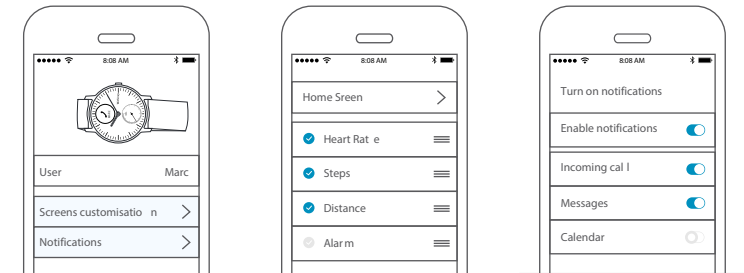 8:08 AM
User Marc
Screens customisatio n
Notifications
8:08 AM
Home Sreen
Heart Rat e
Steps
Distance
Alar m
8:08 AM
Turn on notifications
Enable notifications
Incoming cal l
Messages
Calendar